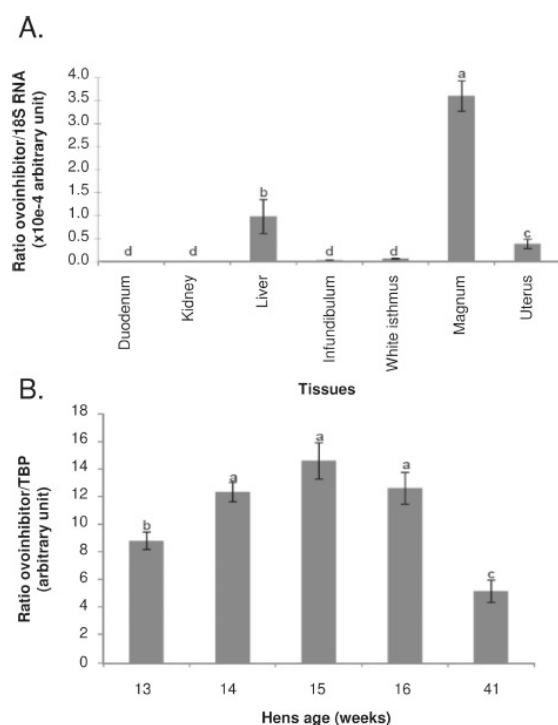 A.
Ratio ovoinhibitor/18S RNA
(x10e-4 arbitrary unit)
4.0
3.5
3.0
2.5
2.0
1.5
1.0
0.5
0.0
d
d
b
d
d
a
c
Duodenum
Kidney
Liver
Infundibulum
White isthmus
Magnum
Uterus
Tissues
B.
Ratio ovoinhibitor/TBP
(arbitrary unit)
18
16
14
12
10
8
6
4
2
0
b
a
a
a
c
13
14
15
16
41
Hens age (weeks)